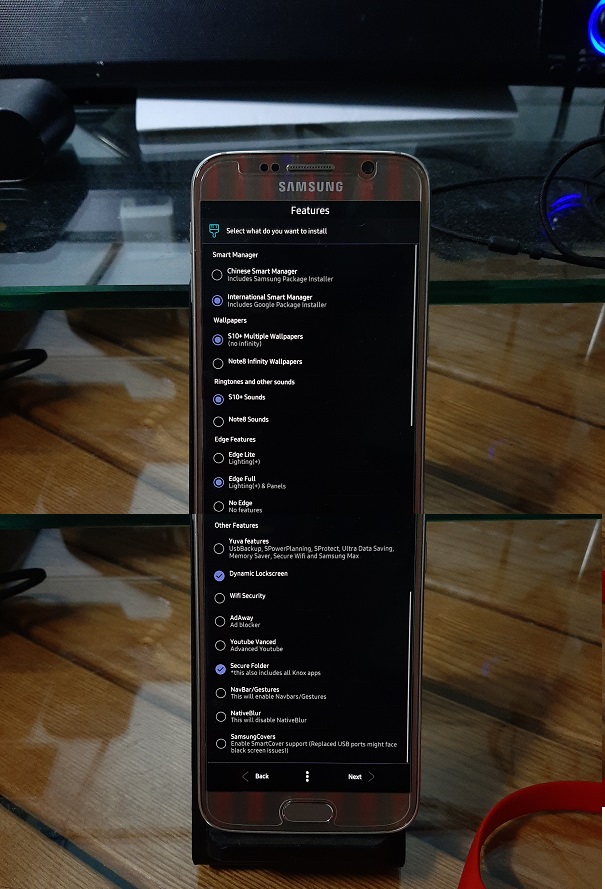 SAMSUNG
Features
Select what do you want to install
Smart Manager
Chinese Smart Manager
Includes Samsung Package Installer
International Smart Manager
Includes Google Package Installer
Wallpapers
S10+ Multiple Wallpapers
(no infinity)
Note8 Infinity Wallpapers
Ringtones and other sounds
S10+ Sounds
Note8 Sounds
Edge Features
Edge Lite
Lighting(+)
Edge Full
Lighting(+) & Panels
No Edge
No features
Other Features
Yuva features
UsbBackup, SPowerPlanning, SProtect, Ultra Data Saving,
Memory Saver, Secure Wifi and Samsung Max
Dynamic Lockscreen
Wifi Security
AdAway
Ad blocker
Youtube Vanced
Advanced Youtube
Secure Folder
*this also includes all Knox apps
NavBar/Gestures
This will enable Navbars/Gestures
NativeBlur
This will disable NativeBlur
SamsungCovers
Enable SmartCover support (Replaced USB ports might face
black screen issues!)
Back
Next